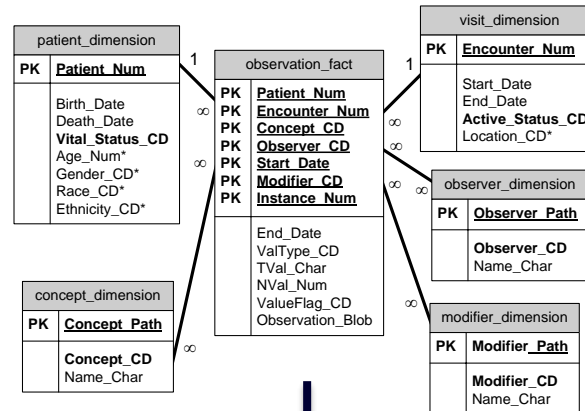 patient_dimension
PK Patient_Num
Birth_Date
Death_Date
Vital_Status_CD
Age_Num*
Gender_CD*
Race_CD*
Ethnicity_CD*
1
∞
observation_fact
PK Patient_Num
PK Encounter_Num
PK Concept_CD
PK Observer_CD
PK Start_Date
PK Modifier_CD
PK Instance_Num
End_Date
ValType_CD
TVal_Char
NVal_Num
ValueFlag_CD
Observation_Blob
visit_dimension
PK Encounter_Num
Start_Date
End_Date
Active_Status_CD
Location_CD*
1
∞
observer_dimension
PK Observer_Path
Observer_CD
Name_Char
∞
∞
concept_dimension
PK Concept_Path
Concept_CD
Name_Char
∞
∞
modifier_dimension
PK Modifier_Path
Modifier_CD
Name_Char
∞
∞